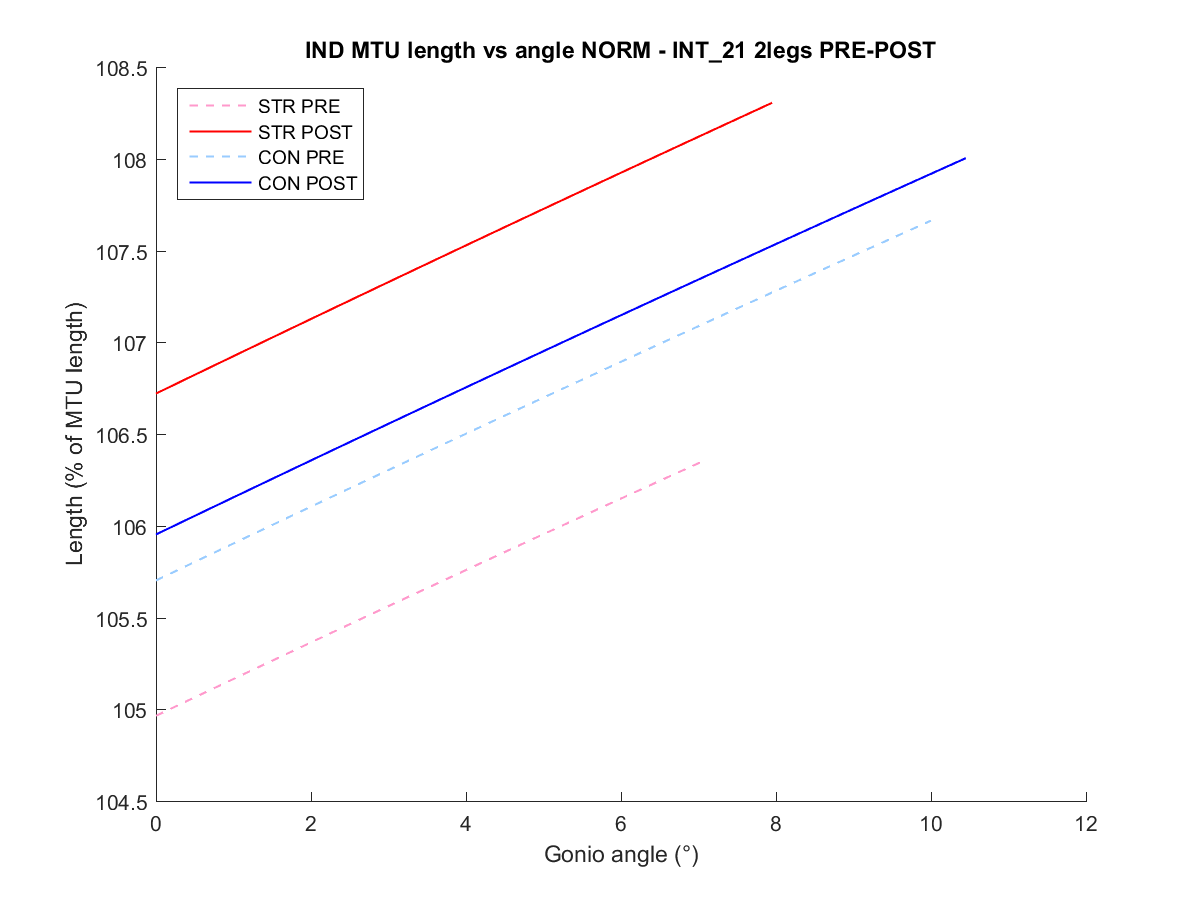 IND MTU length vs angle NORM - INT_21 2legs PRE-POST
108.5
108
107.5
107
106.5
106
105.5
105
104.5
Length (% of MTU length)
STR PRE
STR POST
CON PRE
CON POST
0 2 4 6 8 10 12
Gonio angle (°)